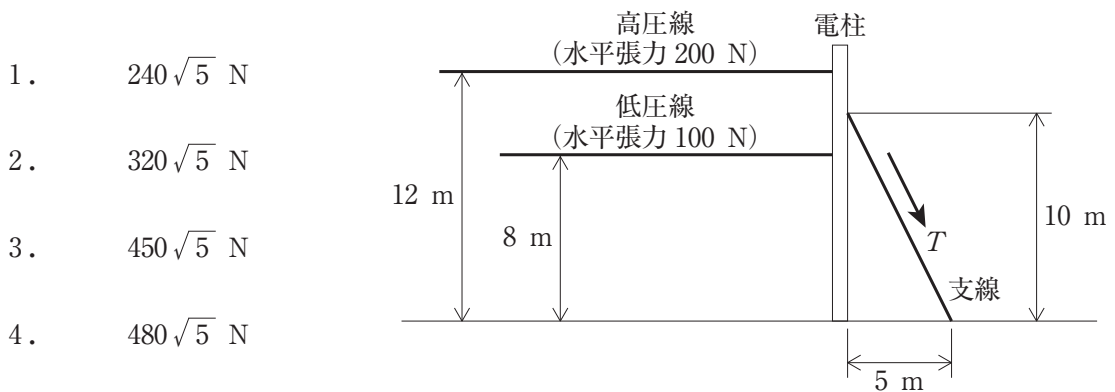 1. 240√5 N
2. 320√5 N
3. 450√5 N
4. 480√5 N
高圧線
(水平張力 200 N)
電柱
低圧線
(水平張力 100 N)
12 m
8 m
10 m
T
支線
5 m